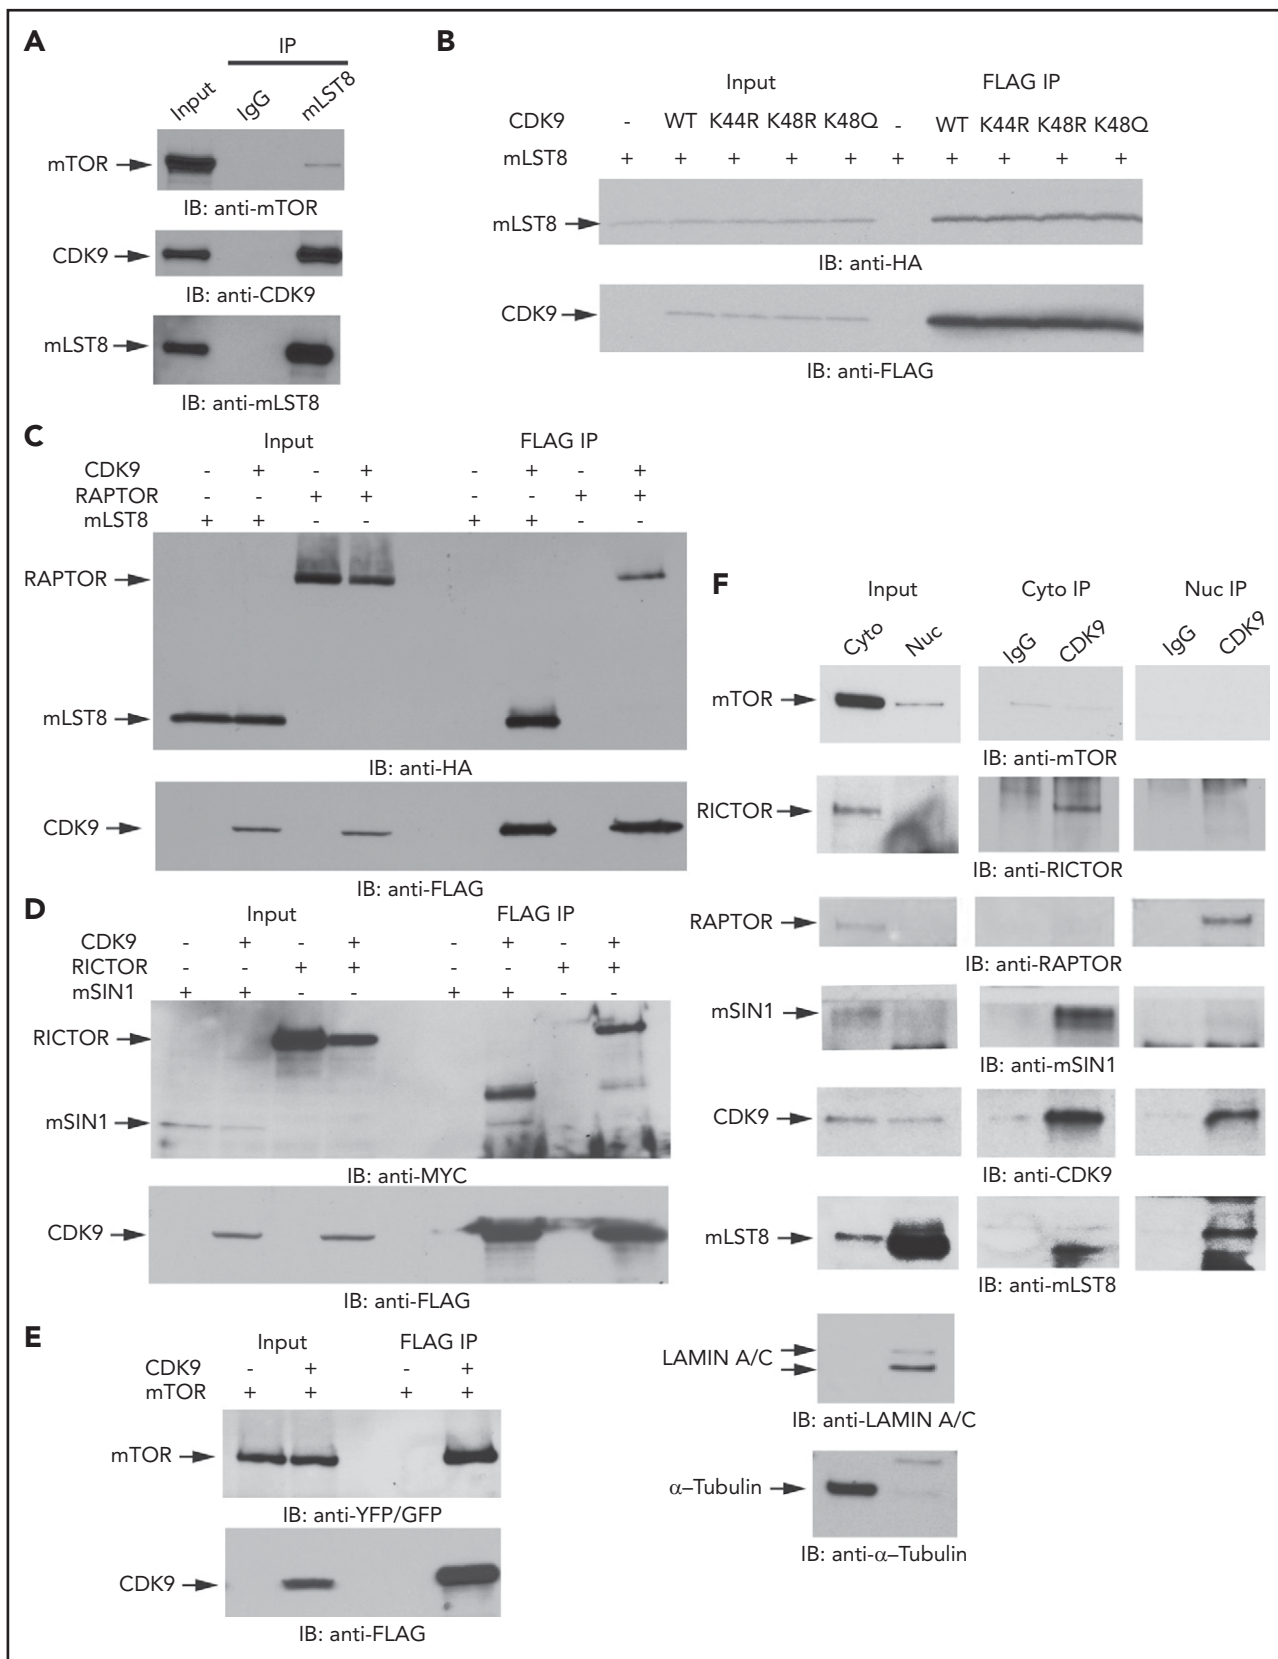 A
IP
Input IgG mLST8
mTOR
IB: anti-mTOR
CDK9
IB: anti-CDK9
mLST8
IB: anti-mLST8
B
Input FLAG IP
CDK9 - WT K44R K48R K48Q - WT K44R K48R K48Q
mLST8 + + + + + + + + + +
mLST8
IB: anti-HA
CDK9
IB: anti-FLAG
C
Input FLAG IP
CDK9 - + - + - + - +
RAPTOR - - + + - - + +
mLST8 + + - - + + - -
RAPTOR
mLST8
IB: anti-HA
CDK9
IB: anti-FLAG
D
Input FLAG IP
CDK9 - + - + - + - +
RICTOR - - + + - - + +
mSIN1 + + - - + + - -
RICTOR
mSIN1
IB: anti-MYC
CDK9
IB: anti-FLAG
E
Input FLAG IP
CDK9 - + - +
mTOR + + + +
mTOR
IB: anti-YFP/GFP
CDK9
IB: anti-FLAG
F
Input Cyto IP Nuc IP
Cyto Nuc IgG CDK9 IgG CDK9
mTOR
IB: anti-mTOR
RICTOR
IB: anti-RICTOR
RAPTOR
IB: anti-RAPTOR
mSIN1
IB: anti-mSIN1
CDK9
IB: anti-CDK9
mLST8
IB: anti-mLST8
LAMIN A/C
IB: anti-LAMIN A/C
α–Tubulin
IB: anti-α–Tubulin